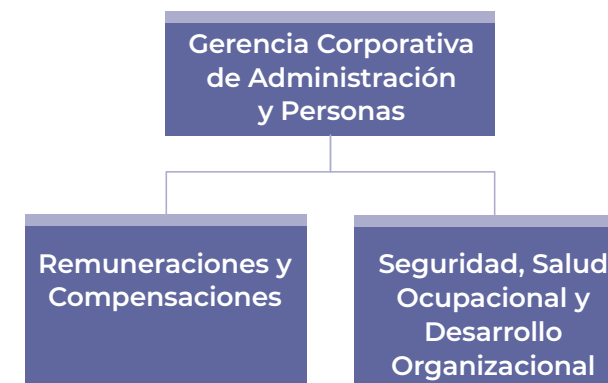 Gerencia Corporativa
de Administración
y Personas
Remuneraciones y
Compensaciones
Seguridad, Salud
Ocupacional y
Desarrollo
Organizacional